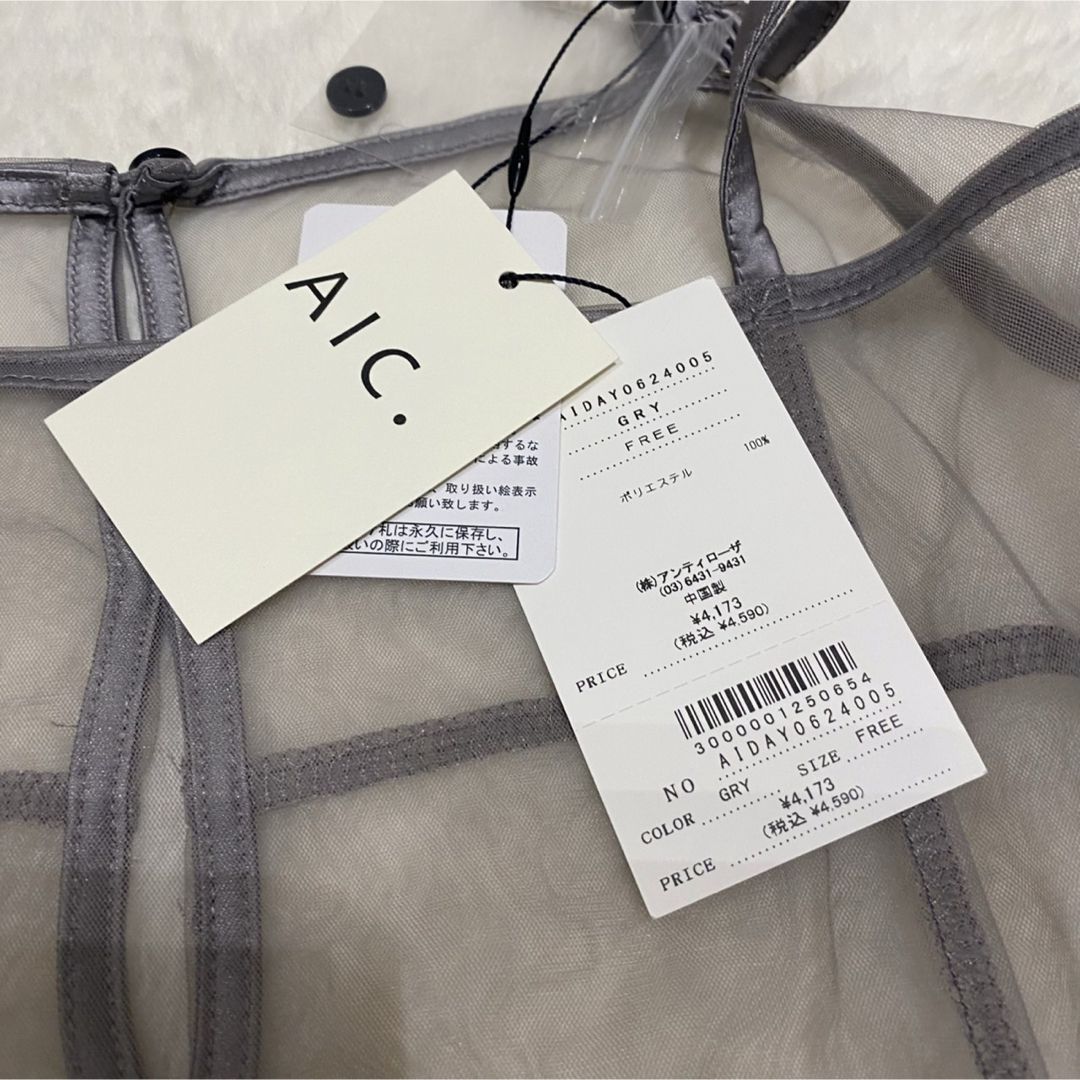 AIC.
するな
による事故
、取り扱い絵表示
願い致します。
札は永久に保存し、
いの際にご利用下さい。
AIDAY0624005
GRY
FREE
100%
ポリエステル
(株)アンティローザ
(03)6431-9431
中国製
¥4,173
(税込 ¥4,590)
PRICE
3000001250654
AIDAY0624005
NO
SIZE FREE
COLOR GRY
¥4,173
(税込 ¥4,590)
PRICE